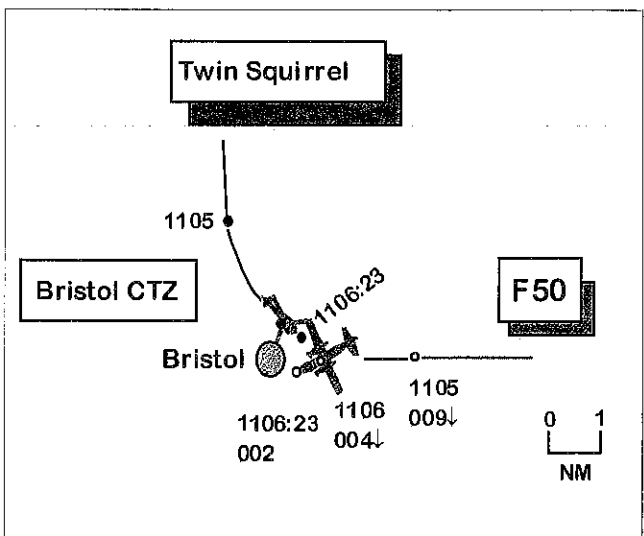 Twin Squirrel
1105
Bristol CTZ
1106:23
F50
Bristol
1105
009↓
1106
004↓
1106:23
002
0 1
NM